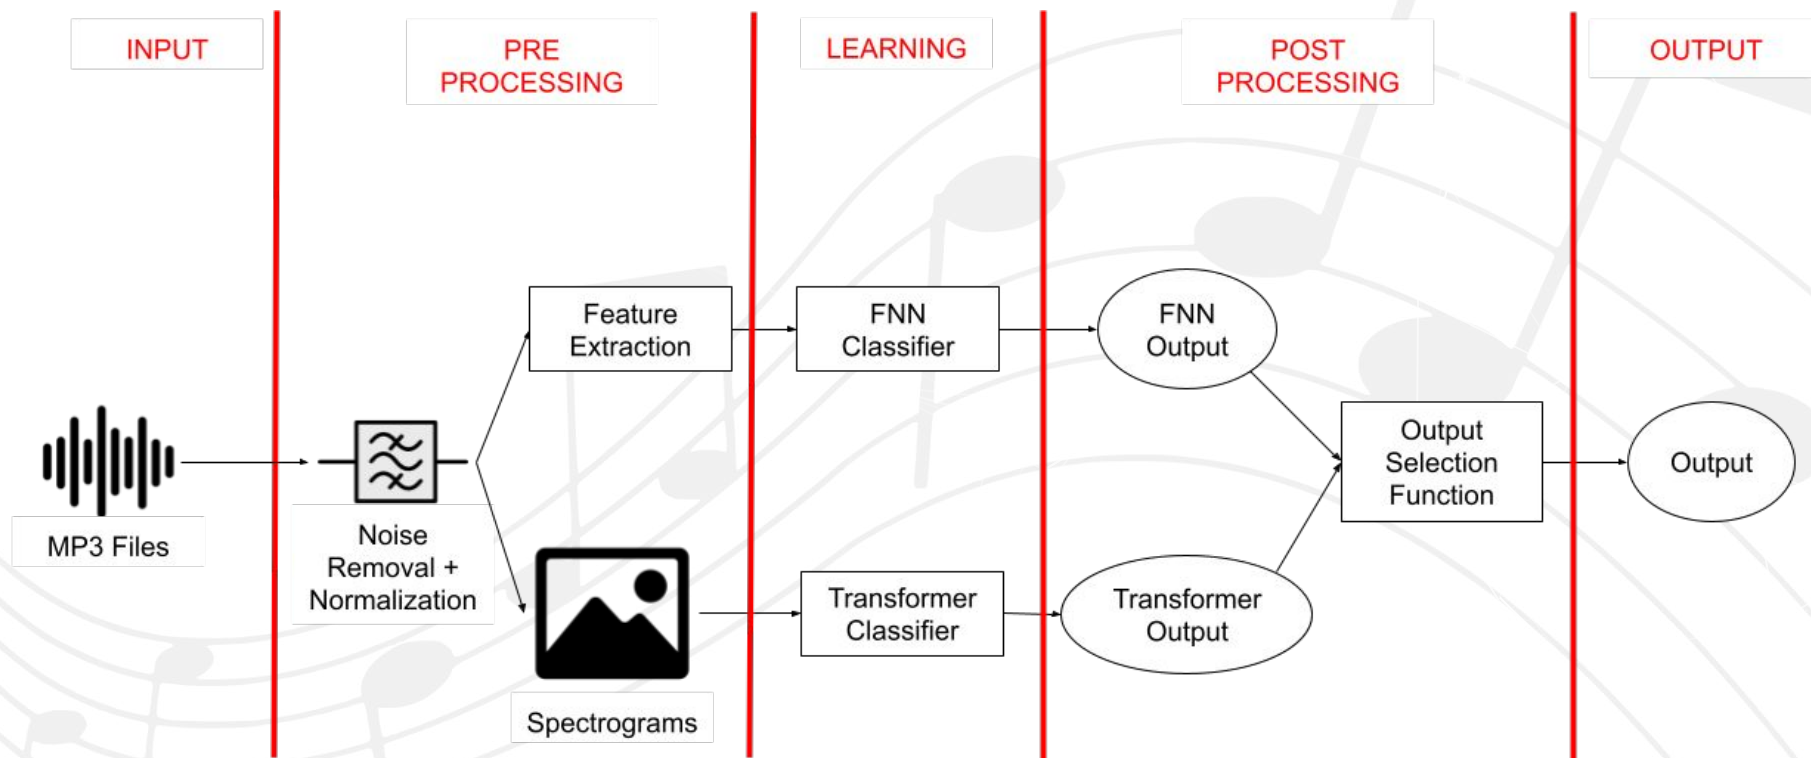 INPUT
PRE
PROCESSING
LEARNING
POST
PROCESSING
OUTPUT
MP3 Files
Noise
Removal +
Normalization
Feature
Extraction
Spectrograms
FNN
Classifier
Transformer
Classifier
FNN
Output
Transformer
Output
Output
Selection
Function
Output